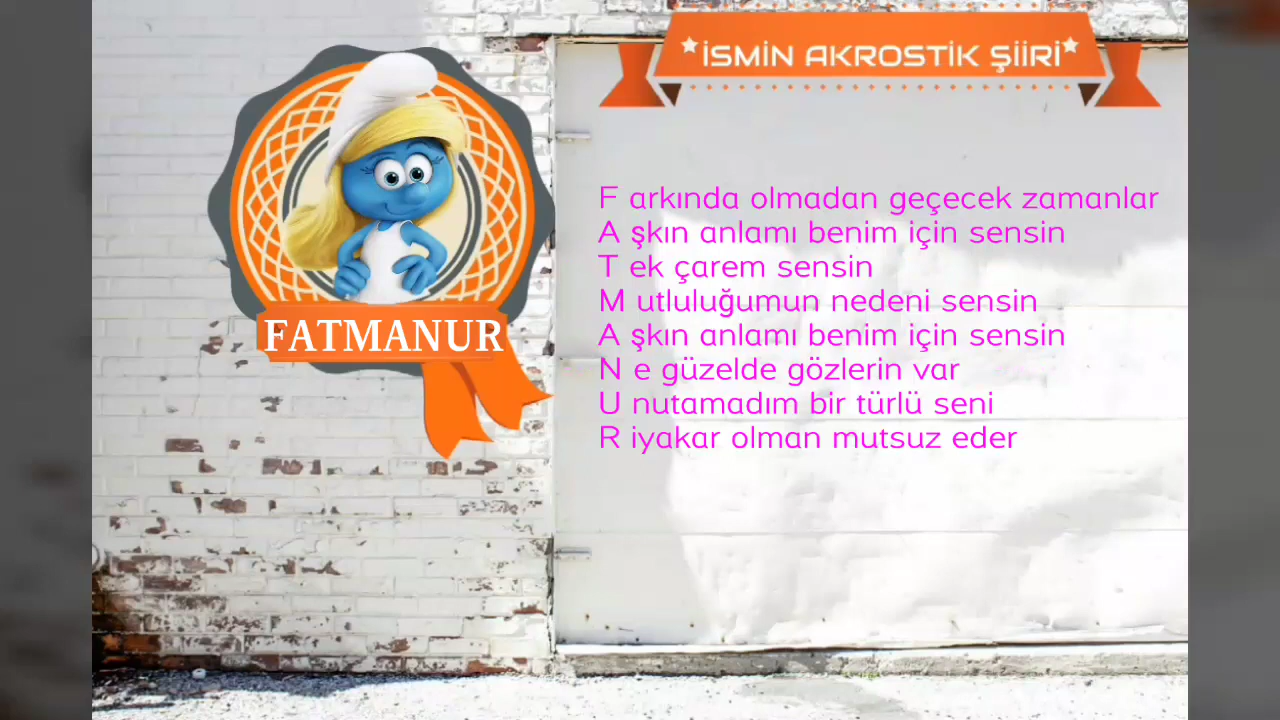 İSMİN AKROSTİK ŞİİRİ
FATMANUR
F arkında olmadan geçecek zamanlar
A şkın anlamı benim için sensin
T ek çarem sensin
M utluluğumun nedeni sensin
A şkın anlamı benim için sensin
N e güzelde gözlerin var
U nutamadım bir türlü seni
R iyakar olman mutsuz eder